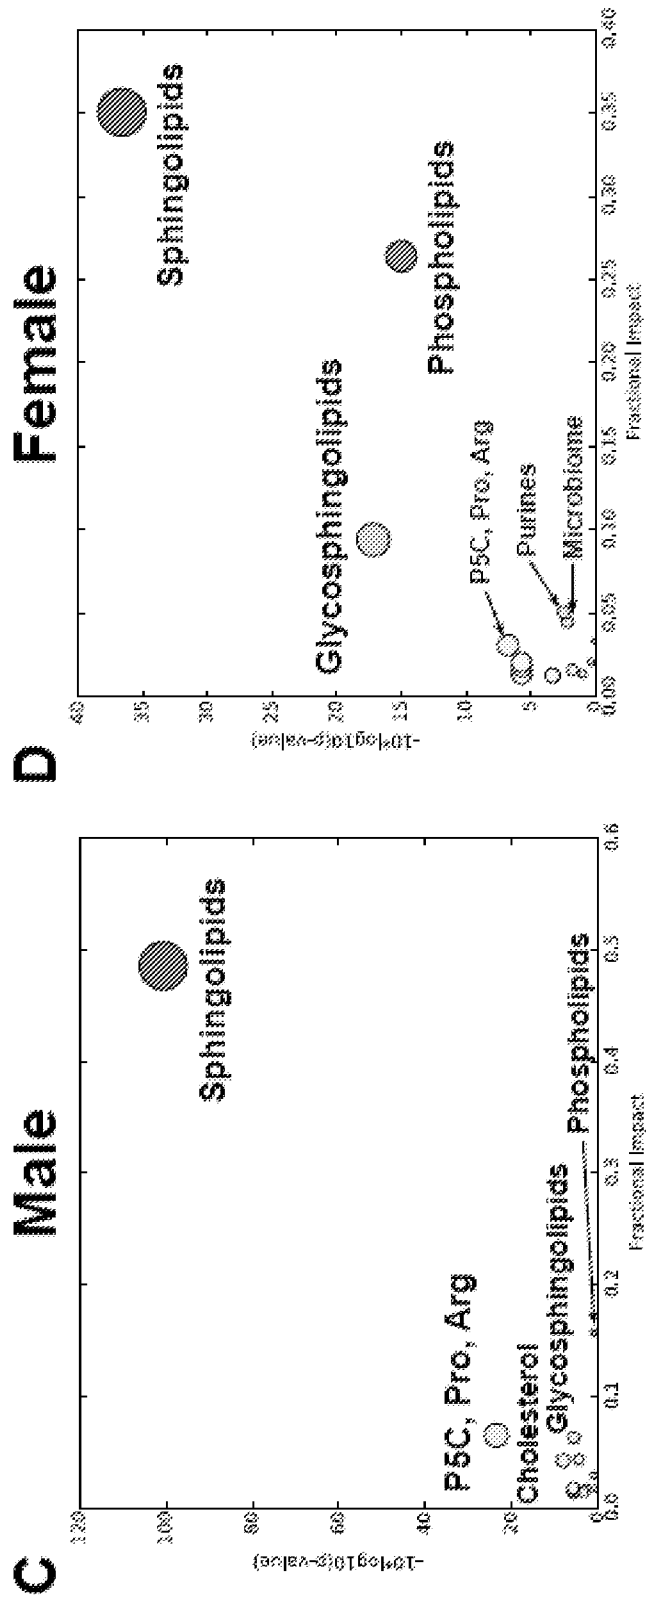 C
Male
-10*log10(p-value)
120
100
80
60
40
20
0
Sphingolipids
P5C, Pro, Arg
Cholesterol
Glycosphingolipids
Phospholipids
0.0
0.1
0.2
0.3
0.4
0.5
0.6
Fractional Impact
D
Female
-10*log10(p-value)
40
35
30
25
20
15
10
5
0
Sphingolipids
Glycosphingolipids
Phospholipids
P5C, Pro, Arg
Purines
Microbiome
0.00
0.05
0.10
0.15
0.20
0.25
0.30
0.35
0.40
Fractional Impact